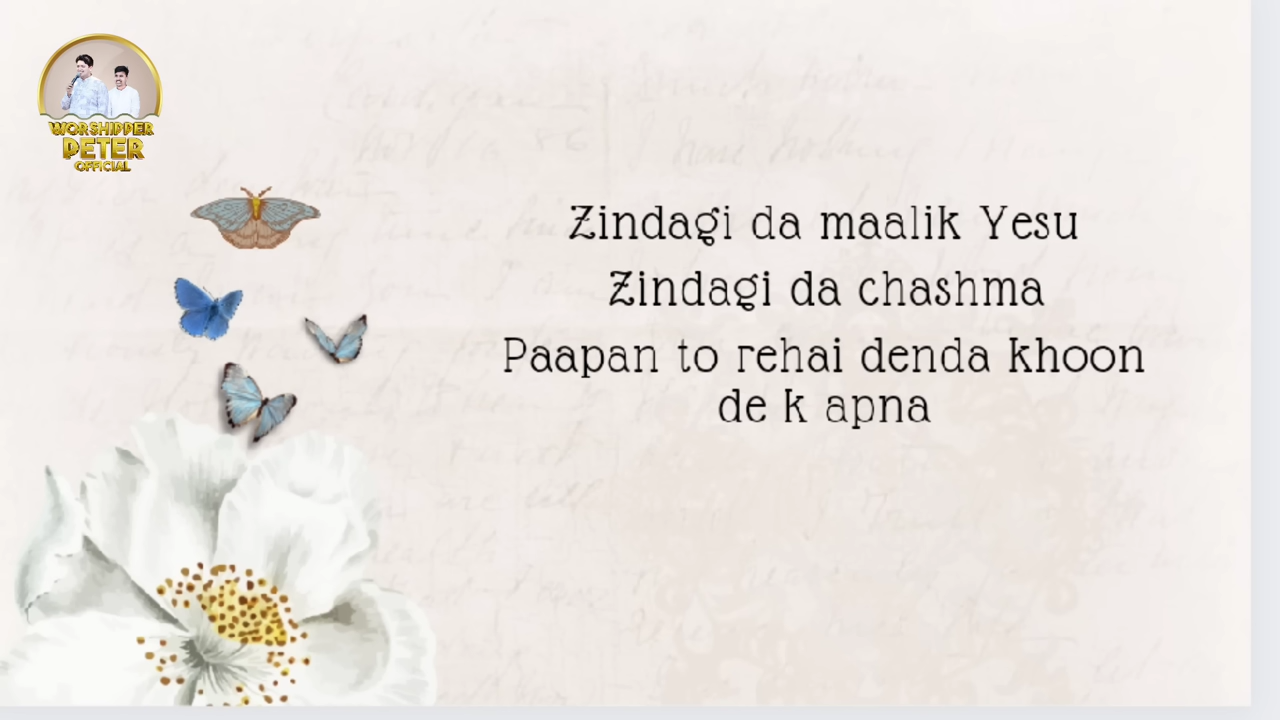 WORSHIPPER
PETER
OFFICIAL
Zindagi da maalik Yesu
Zindagi da chashma
Paapan to rehai denda khoon
de k apna